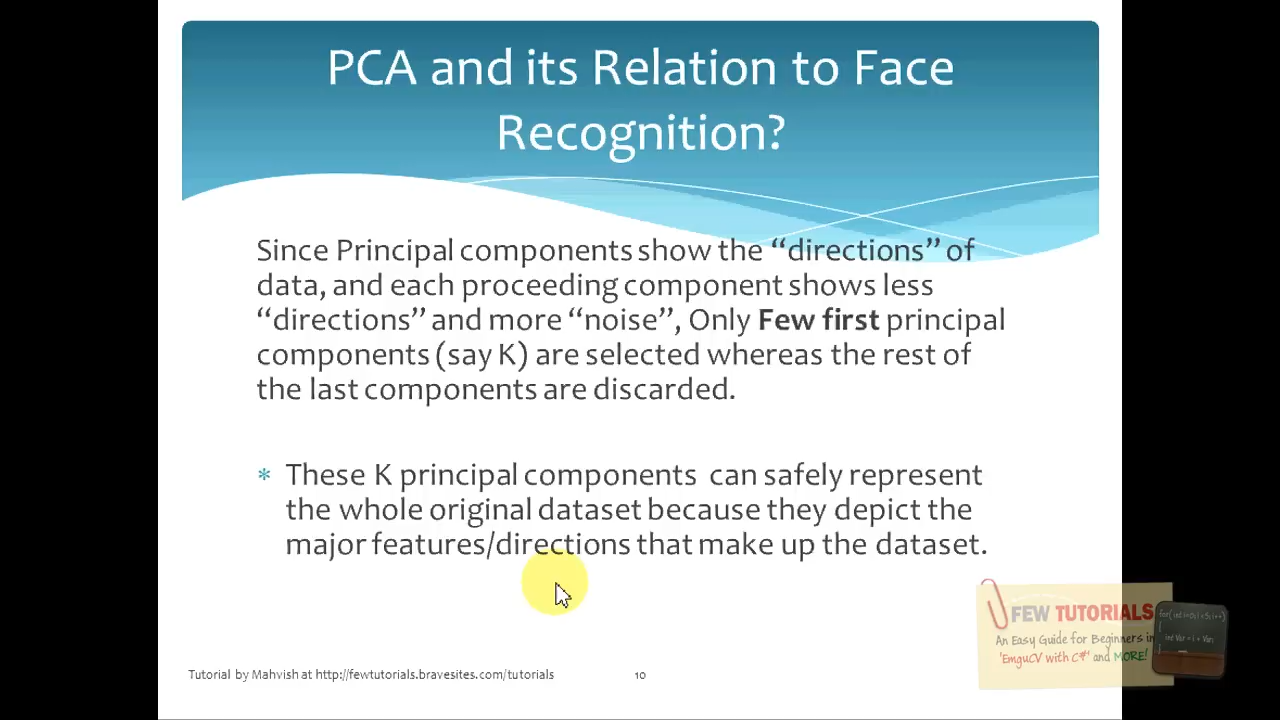 PCA and its Relation to Face
Recognition?
Since Principal components show the “directions” of
data, and each proceeding component shows less
“directions” and more “noise”, Only Few first principal
components (say K) are selected whereas the rest of
the last components are discarded.
* These K principal components can safely represent
the whole original dataset because they depict the
major features/directions that make up the dataset.
FEW TUTORIALS
An Easy Guide for Beginners in
'EmguCV with C#' and MORE!
Tutorial by Mahvish at http://fewtutorials.bravesites.com/tutorials
10